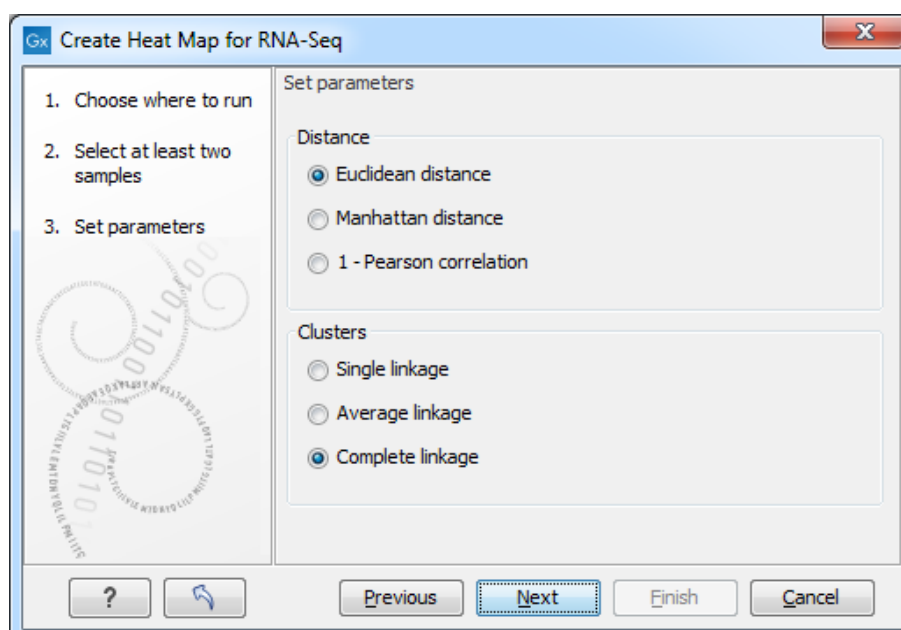 Gx Create Heat Map for RNA-Seq
1. Choose where to run
2. Select at least two
samples
3. Set parameters
Set parameters
Distance
Euclidean distance
Manhattan distance
1 - Pearson correlation
Clusters
Single linkage
Average linkage
Complete linkage
?
Previous
Next
Finish
Cancel